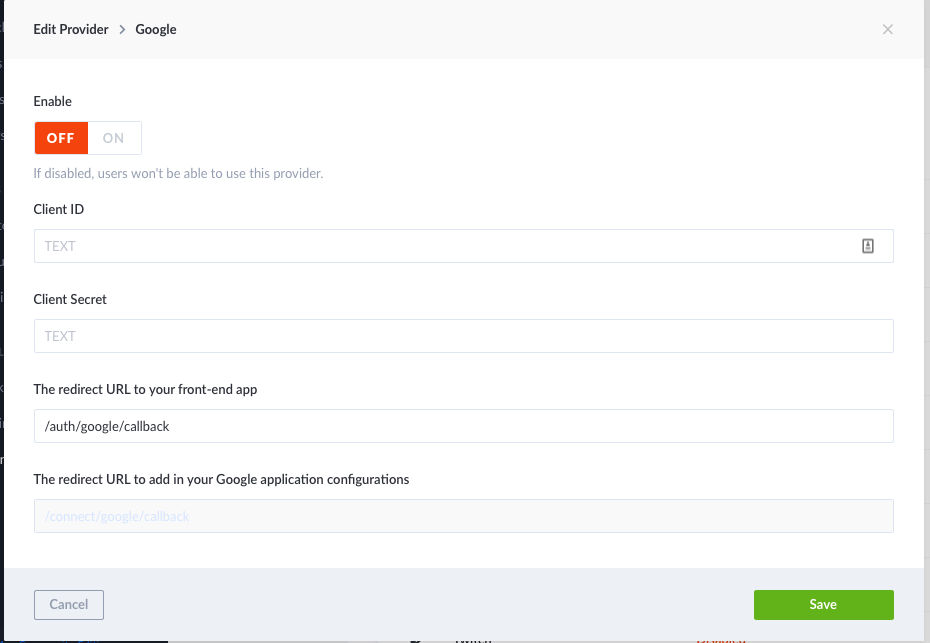 Edit Provider > Google
Enable
OFF ON
If disabled, users won't be able to use this provider.
Client ID
TEXT
Client Secret
TEXT
The redirect URL to your front-end app
/auth/google/callback
The redirect URL to add in your Google application configurations
/connect/google/callback
Cancel Save